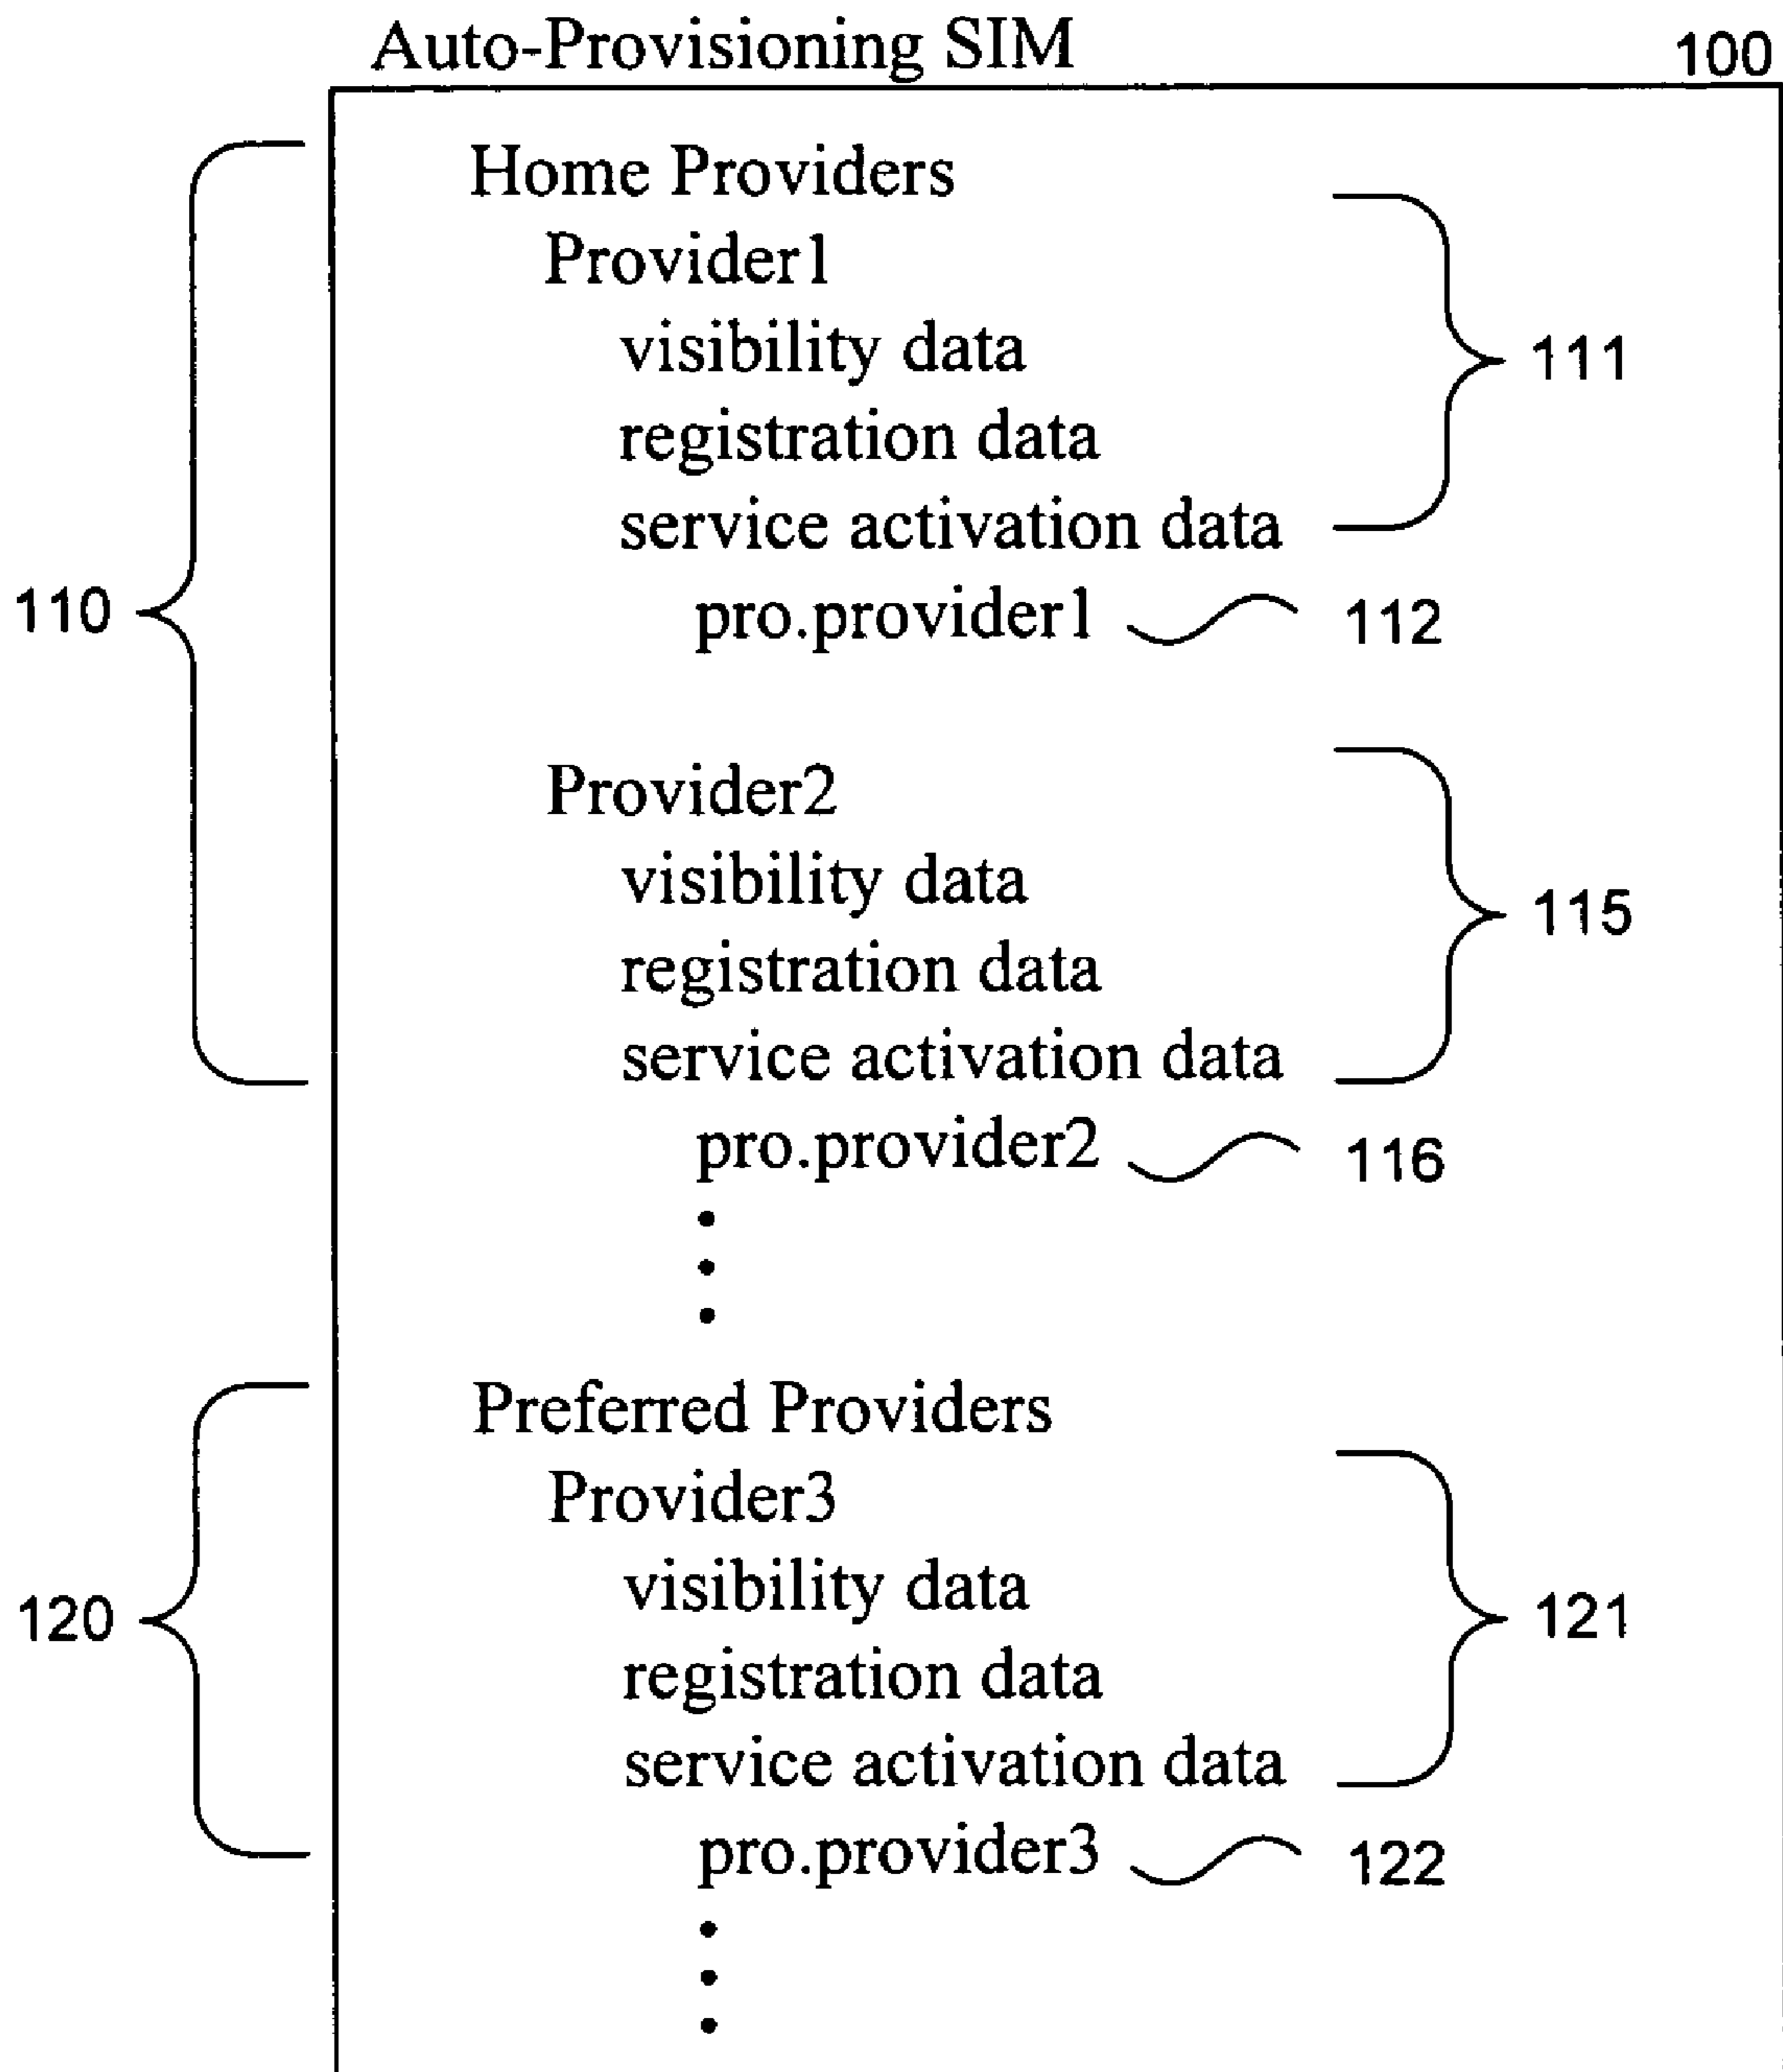 Auto-Provisioning SIM 100
Home Providers
Provider1
visibility data
111
registration data
service activation data
110
pro.provider1 112
Provider2
visibility data
115
registration data
service activation data
pro.provider2 116
Preferred Providers
Provider3
visibility data
120
121
registration data
service activation data
pro.provider3 122